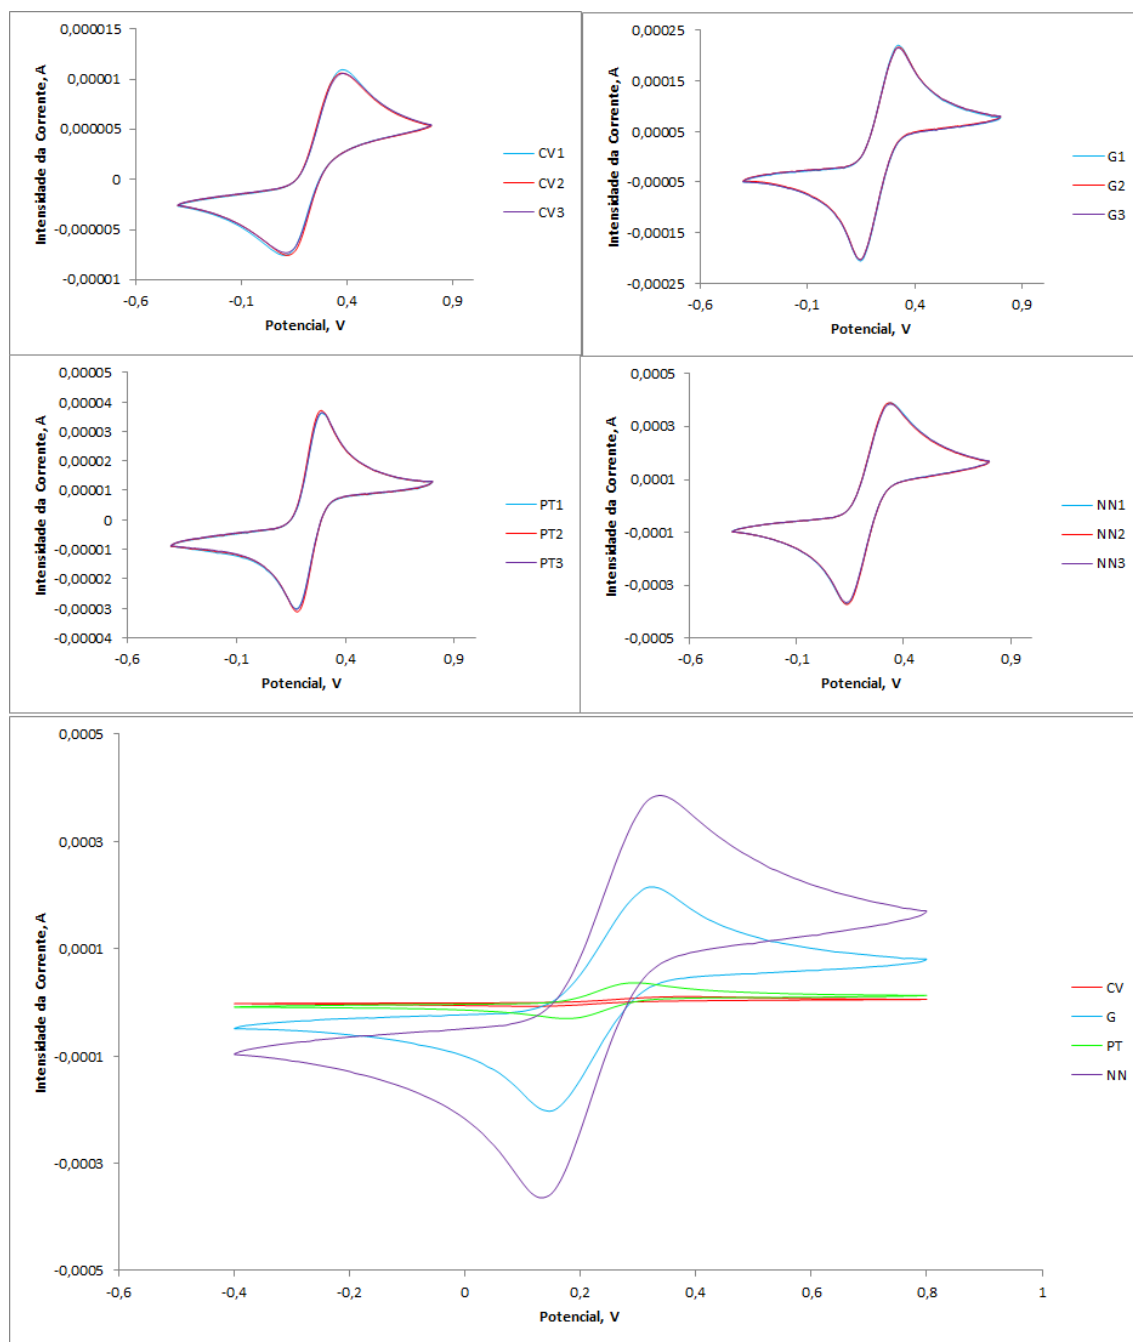 0,000015
0,00001
0,000005
0
-0,000005
-0,00001
Intensidade da Corrente, A
-0,6
-0,1
0,4
0,9
Potencial, V
CV1
CV2
CV3
0,00025
0,00015
0,00005
-0,00005
-0,00015
-0,00025
Intensidade da Corrente, A
-0,6
-0,1
0,4
0,9
Potencial, V
G1
G2
G3
0,00005
0,00004
0,00003
0,00002
0,00001
0
-0,00001
-0,00002
-0,00003
-0,00004
Intensidade da Corrente, A
-0,6
-0,1
0,4
0,9
Potencial, V
PT1
PT2
PT3
0,0005
0,0003
0,0001
-0,0001
-0,0003
-0,0005
Intensidade da Corrente, A
-0,6
-0,1
0,4
0,9
Potencial, V
NN1
NN2
NN3
0,0005
0,0003
0,0001
-0,0001
-0,0003
-0,0005
Intensidade da Corrente, A
-0,6
-0,4
-0,2
0
0,2
0,4
0,6
0,8
1
Potencial, V
CV
G
PT
NN